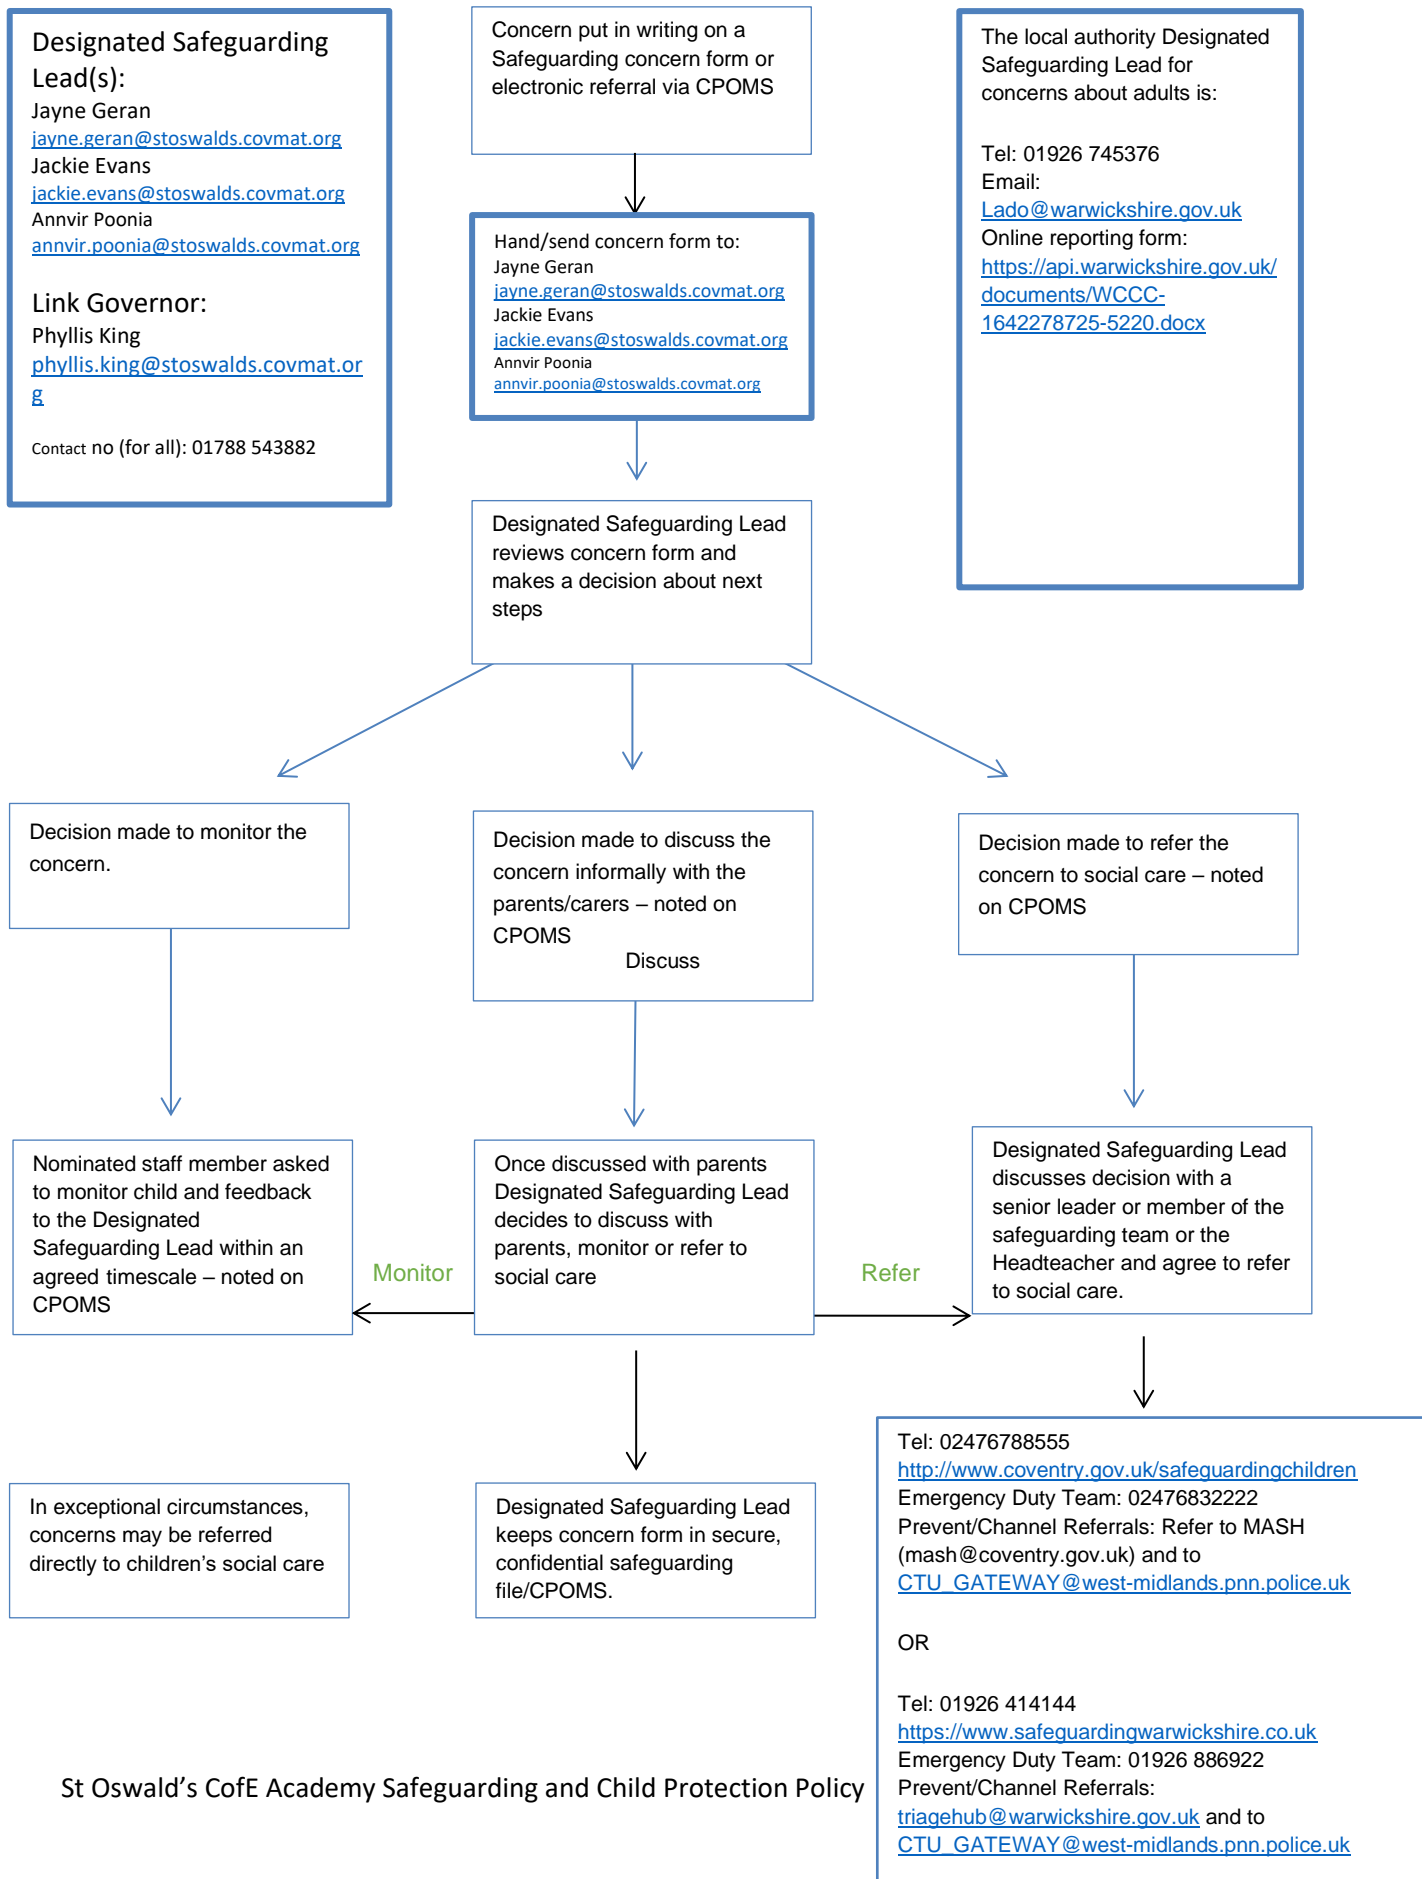 Designated Safeguarding
Lead(s):
Jayne Geran
jayne.geran@stoswalds.covmat.org
Jackie Evans
jackie.evans@stoswalds.covmat.org
Annvir Poonia
annvir.poonia@stoswalds.covmat.org
Link Governor:
Phyllis King
phyllis.king@stoswalds.covmat.or
g
Contact no (for all): 01788 543882
Concern put in writing on a
Safeguarding concern form or
electronic referral via CPOMS
The local authority Designated
Safeguarding Lead for
concerns about adults is:
Tel: 01926 745376
Email:
Lado@warwickshire.gov.uk
Online reporting form:
https://api.warwickshire.gov.uk/
documents/WCCC-
1642278725-5220.docx
Hand/send concern form to:
Jayne Geran
jayne.geran@stoswalds.covmat.org
Jackie Evans
jackie.evans@stoswalds.covmat.org
Annvir Poonia
annvir.poonia@stoswalds.covmat.org
Designated Safeguarding Lead
reviews concern form and
makes a decision about next
steps
Decision made to monitor the
concern.
Decision made to discuss the
concern informally with the
parents/carers – noted on
CPOMS
Discuss
Decision made to refer the
concern to social care – noted
on CPOMS
Nominated staff member asked
to monitor child and feedback
to the Designated
Safeguarding Lead within an
agreed timescale – noted on
CPOMS
Monitor
Once discussed with parents
Designated Safeguarding Lead
decides to discuss with
parents, monitor or refer to
social care
Refer
Designated Safeguarding Lead
discusses decision with a
senior leader or member of the
safeguarding team or the
Headteacher and agree to refer
to social care.
In exceptional circumstances,
concerns may be referred
directly to children's social care
Designated Safeguarding Lead
keeps concern form in secure,
confidential safeguarding
file/CPOMS.
Tel: 02476788555
http://www.coventry.gov.uk/safeguardingchildren
Emergency Duty Team: 02476832222
Prevent/Channel Referrals: Refer to MASH
(mash@coventry.gov.uk) and to
CTU_GATEWAY@west-midlands.pnn.police.uk
OR
Tel: 01926 414144
https://www.safeguardingwarwickshire.co.uk
Emergency Duty Team: 01926 886922
Prevent/Channel Referrals:
triagehub@warwickshire.gov.uk and to
CTU_GATEWAY@west-midlands.pnn.police.uk
St Oswald's CofE Academy Safeguarding and Child Protection Policy